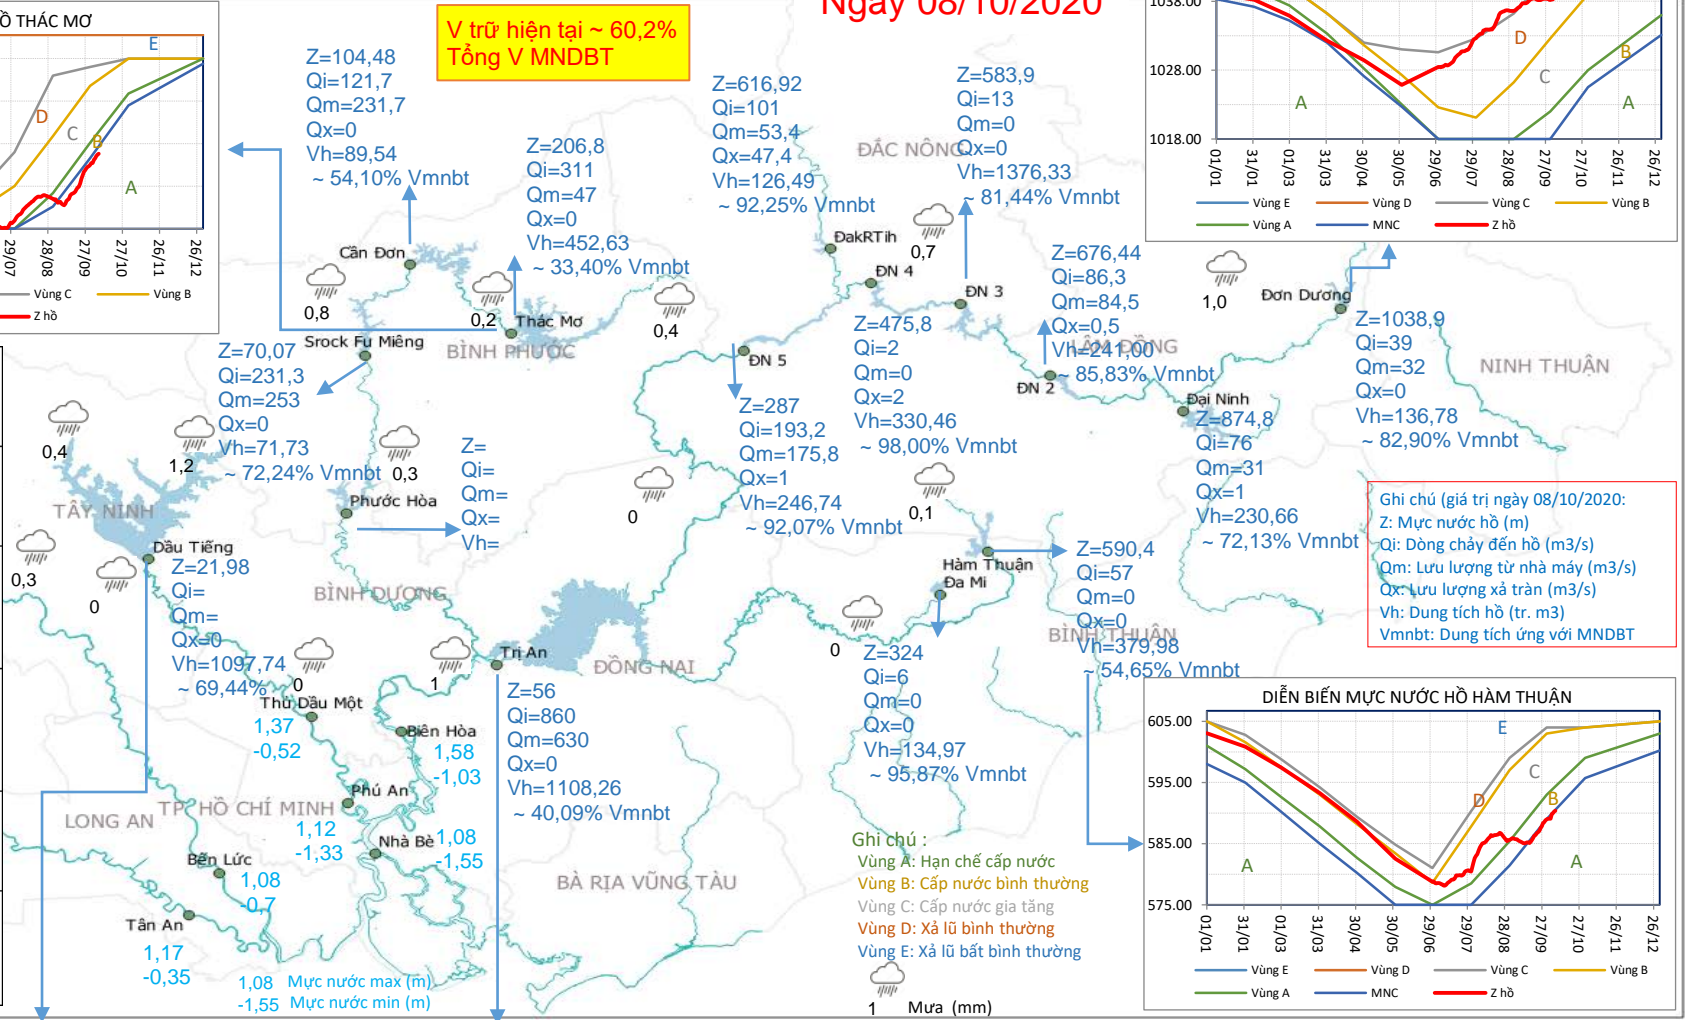 Ngày 08/10/2020
V trữ hiện tại ~ 60,2%
Tổng V MNDBT
Ồ THÁC MƠ
E
D
C
B
A
29/07
28/08
27/09
27/10
26/11
26/12
Vùng C
Vùng B
Z hồ
Z=104,48
Qi=121,7
Qm=231,7
Qx=0
Vh=89,54
~ 54,10% Vmnbt
Cần Đơn
Z=206,8
Qi=311
Qm=47
Qx=0
Vh=452,63
~ 33,40% Vmnbt
Thác Mơ
BÌNH PHƯỚC
Z=616,92
Qi=101
Qm=53,4
Qx=47,4
Vh=126,49
~ 92,25% Vmnbt
ĐakRTih
ĐẮC NÔNG
Z=583,9
Qi=13
Qm=0
Qx=0
Vh=1376,33
~ 81,44% Vmnbt
ĐN 3
ĐN 4
Z=676,44
Qi=86,3
Qm=84,5
Qx=0,5
Vh=241,00
~ 85,83% Vmnbt
LÂM ĐỒNG
ĐN 2
1038.00
1028.00
1018.00
D
C
B
A
A
01/01
31/01
01/03
31/03
30/04
30/05
29/06
29/07
28/08
27/09
27/10
26/11
26/12
Vùng E
Vùng D
Vùng C
Vùng B
Vùng A
MNC
Z hồ
0,8
0,2
0,4
0,7
1,0
Đơn Dương
Z=1038,9
Qi=39
Qm=32
Qx=0
Vh=136,78
~ 82,90% Vmnbt
NINH THUẬN
Srock Fu Miêng
Z=70,07
Qi=231,3
Qm=253
Qx=0
Vh=71,73
~ 72,24% Vmnbt
ĐN 5
Z=287
Qi=193,2
Qm=175,8
Qx=1
Vh=246,74
~ 92,07% Vmnbt
Z=475,8
Qi=2
Qm=0
Qx=2
Vh=330,46
~ 98,00% Vmnbt
Đại Ninh
Z=874,8
Qi=76
Qm=31
Qx=1
Vh=230,66
~ 72,13% Vmnbt
0,4
1,2
0,3
0
0,1
0,3
0
TÂY NINH
Phước Hòa
Z=
Qi=
Qm=
Qx=
Vh=
Ghi chú (giá trị ngày 08/10/2020:
Z: Mực nước hồ (m)
Qi: Dòng chảy đến hồ (m3/s)
Qm: Lưu lượng từ nhà máy (m3/s)
Qx: Lưu lượng xả tràn (m3/s)
Vh: Dung tích hồ (tr. m3)
Vmnbt: Dung tích ứng với MNDBT
Dầu Tiếng
Z=21,98
Qi=
Qm=
Qx=0
Vh=1097,74
~ 69,44%
BÌNH DƯƠNG
Hàm Thuận
Z=590,4
Qi=57
Qm=0
Qx=0
Vh=379,98
~ 54,65% Vmnbt
BÌNH THUẬN
Đa Mi
Z=324
Qi=6
Qm=0
Qx=0
Vh=134,97
~ 95,87% Vmnbt
0
1
0
Trị An
ĐỒNG NAI
Z=56
Qi=860
Qm=630
Qx=0
Vh=1108,26
~ 40,09% Vmnbt
Thủ Dầu Một
1,37
-0,52
Biên Hòa
1,58
-1,03
Phú An
TP HỒ CHÍ MINH
1,12
-1,33
LONG AN
Nhà Bè
1,08
-1,55
Bến Lức
1,08
-0,7
Tân An
1,17
-0,35
BÀ RỊA VŨNG TÀU
1,08 Mực nước max (m)
-1,55 Mực nước min (m)
Ghi chú :
Vùng A: Hạn chế cấp nước
Vùng B: Cấp nước bình thường
Vùng C: Cấp nước gia tăng
Vùng D: Xả lũ bình thường
Vùng E: Xả lũ bất bình thường
1 Mưa (mm)
DIỄN BIẾN MỰC NƯỚC HỒ HÀM THUẬN
605.00
595.00
585.00
575.00
E
C
D
B
A
A
01/01
31/01
01/03
31/03
30/04
30/05
29/06
29/07
28/08
27/09
27/10
26/11
26/12
Vùng E
Vùng D
Vùng C
Vùng B
Vùng A
MNC
Z hồ